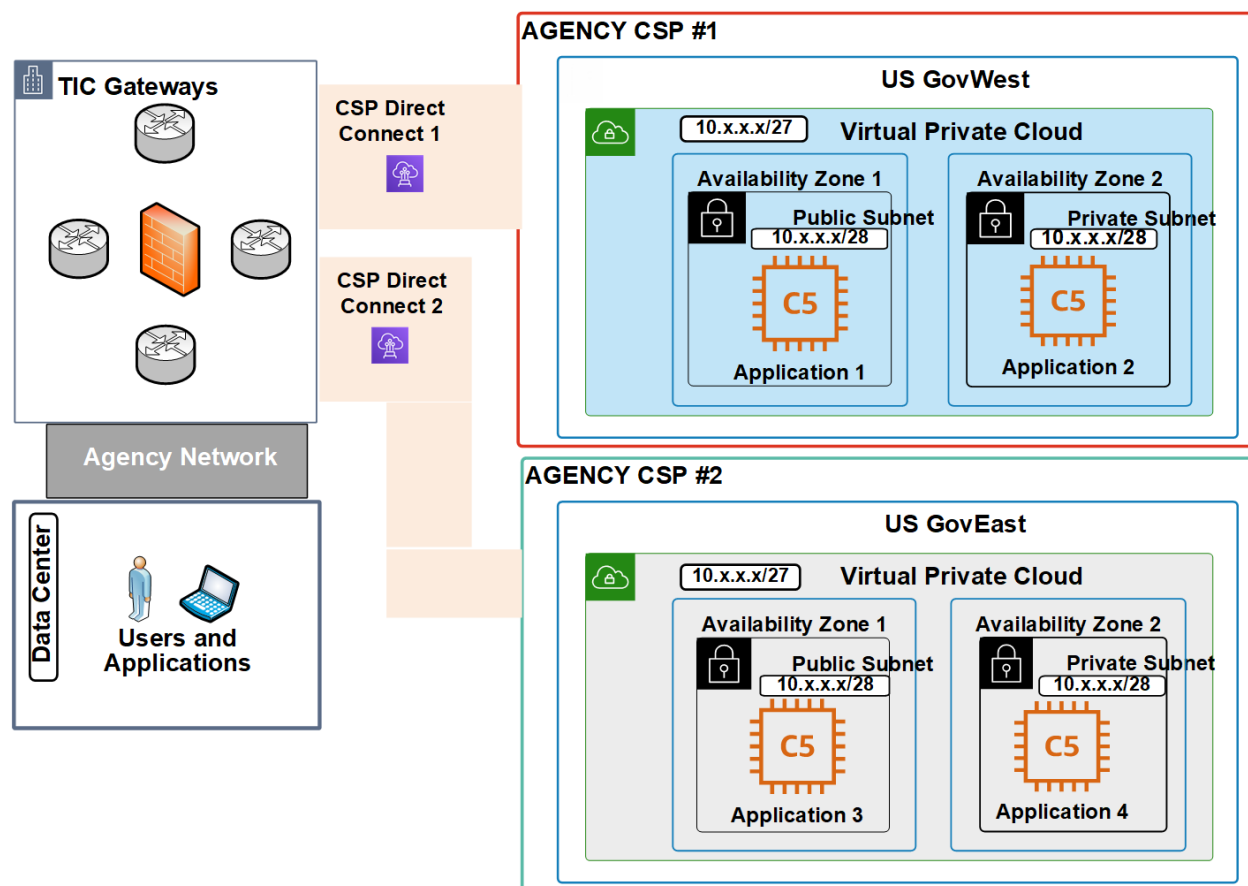 TIC Gateways
CSP Direct
Connect 1
CSP Direct
Connect 2
Agency Network
Data Center
Users and
Applications
AGENCY CSP #1
US GovWest
10.x.x.x/27
Virtual Private Cloud
Availability Zone 1
Public Subnet
10.x.x.x/28
C5
Application 1
Availability Zone 2
Private Subnet
10.x.x.x/28
C5
Application 2
AGENCY CSP #2
US GovEast
10.x.x.x/27
Virtual Private Cloud
Availability Zone 1
Public Subnet
10.x.x.x/28
C5
Application 3
Availability Zone 2
Private Subnet
10.x.x.x/28
C5
Application 4